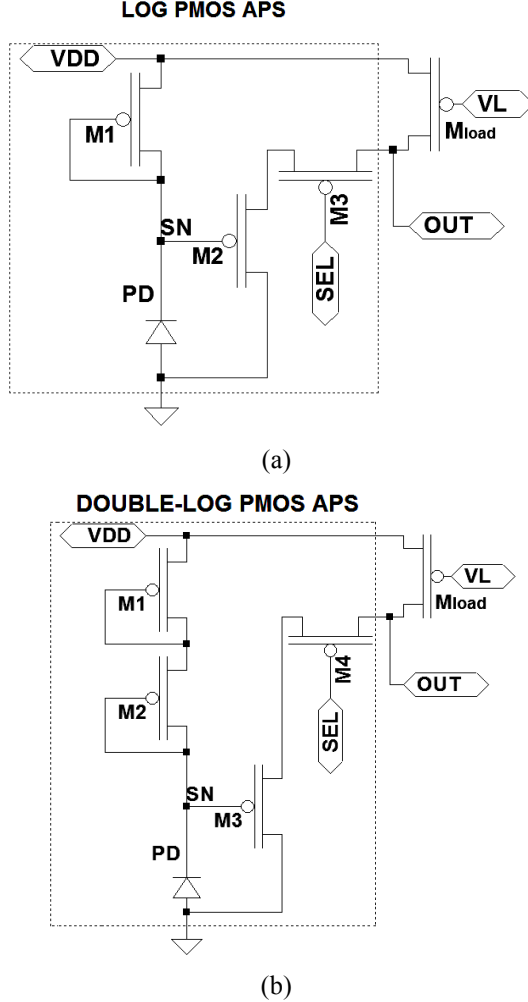 LOG PMOS APS
VDD
VL
M1
Mload
SN
M2
M3
OUT
SEL
PD
(a)
DOUBLE-LOG PMOS APS
VDD
M1
VL
Mload
M2
M4
OUT
SEL
SN
M3
PD
(b)